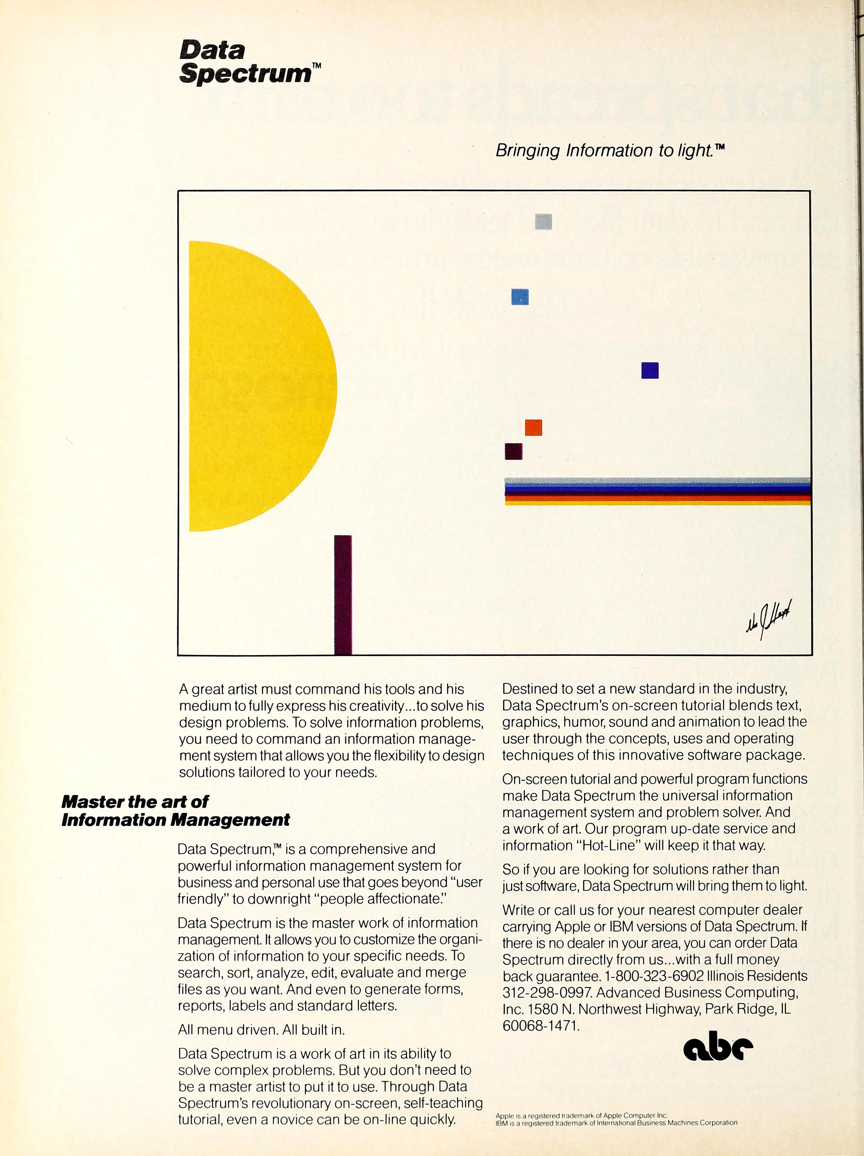 Data
Spectrum™
Bringing Information to light.™
A great artist must command his tools and his
medium to fully express his creativity...to solve his
design problems. To solve information problems,
you need to command an information manage-
ment system that allows you the flexibility to design
solutions tailored to your needs.
Master the art of
Information Management
Data Spectrum,™ is a comprehensive and
powerful information management system for
business and personal use that goes beyond "user
friendly" to downright "people affectionate."
Data Spectrum is the master work of information
management. It allows you to customize the organi-
zation of information to your specific needs. To
search, sort, analyze, edit, evaluate and merge
files as you want. And even to generate forms,
reports, labels and standard letters.
All menu driven. All built in.
Data Spectrum is a work of art in its ability to
solve complex problems. But you don't need to
be a master artist to put it to use. Through Data
Spectrum's revolutionary on-screen, self-teaching
tutorial, even a novice can be on-line quickly.
Destined to set a new standard in the industry,
Data Spectrum's on-screen tutorial blends text,
graphics, humor, sound and animation to lead the
user through the concepts, uses and operating
techniques of this innovative software package.
On-screen tutorial and powerful program functions
make Data Spectrum the universal information
management system and problem solver. And
a work of art. Our program up-date service and
information "Hot-Line" will keep it that way.
So if you are looking for solutions rather than
just software, Data Spectrum will bring them to light.
Write or call us for your nearest computer dealer
carrying Apple or IBM versions of Data Spectrum. If
there is no dealer in your area, you can order Data
Spectrum directly from us...with a full money
back guarantee. 1-800-323-6902 Illinois Residents
312-298-0997. Advanced Business Computing,
Inc. 1580 N. Northwest Highway, Park Ridge, IL
60068-1471.
abc
Apple is a registered trademark of Apple Computer Inc.
IBM is a registered trademark of International Business Machines Corporation